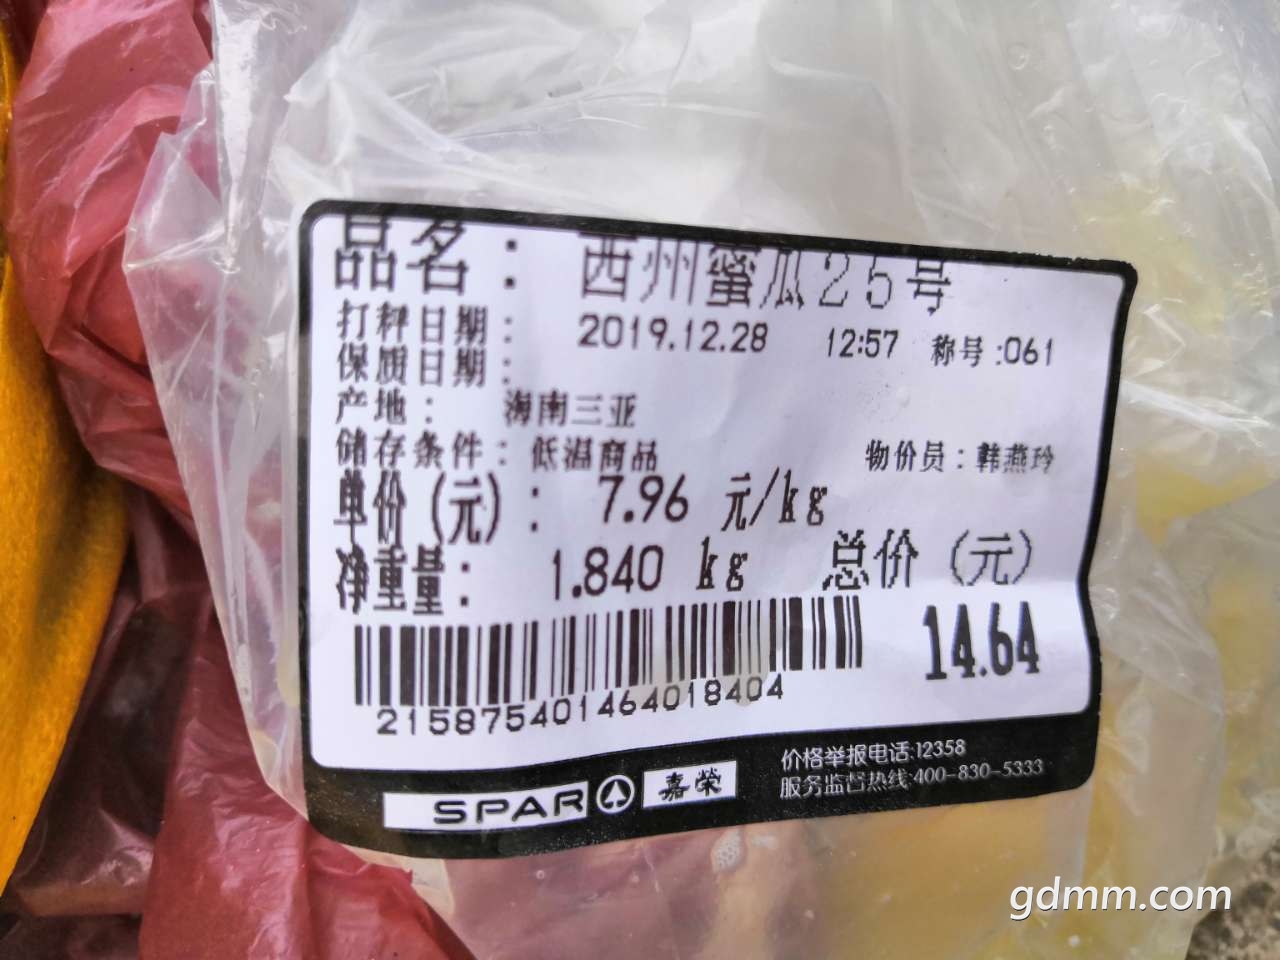 品名： 西州蜜瓜25号
打秤日期： 2019.12.28 12:57 称号:061
保质日期：
产地： 海南三亚
储存条件：低温商品 物价员：韩燕玲
单价(元)： 7.96 元/kg
净重量： 1.840 kg 总价(元)
14.64
215875401464018404
SPAR 嘉荣
价格举报电话:12358
服务监督热线:400-830-5333
gdmm.com